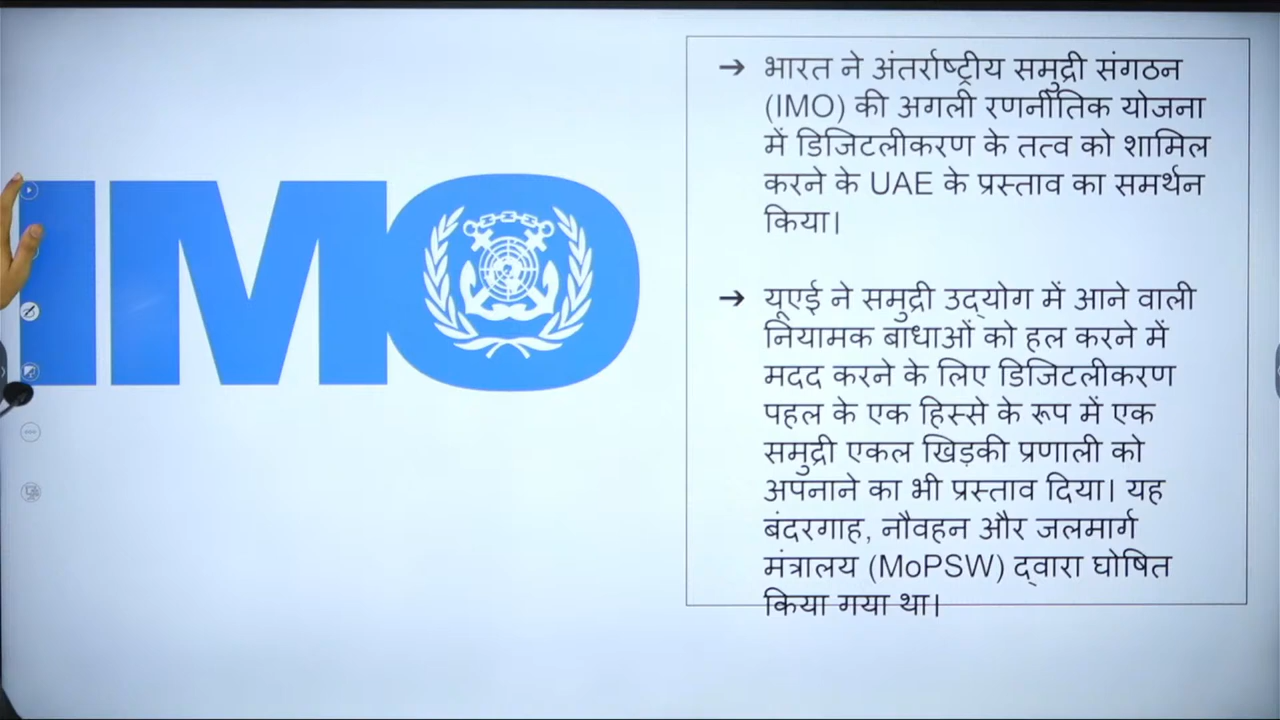 IMO
→ भारत ने अंतर्राष्ट्रीय समुद्री संगठन
(IMO) की अगली रणनीतिक योजना
में डिजिटलीकरण के तत्व को शामिल
करने के UAE के प्रस्ताव का समर्थन
किया।
→ यूएई ने समुद्री उद्योग में आने वाली
नियामक बाधाओं को हल करने में
मदद करने के लिए डिजिटलीकरण
पहल के एक हिस्से के रूप में एक
समुद्री एकल खिड़की प्रणाली को
अपनाने का भी प्रस्ताव दिया। यह
बंदरगाह, नौवहन और जलमार्ग
मंत्रालय (MoPSW) द्वारा घोषित
किया गया था।